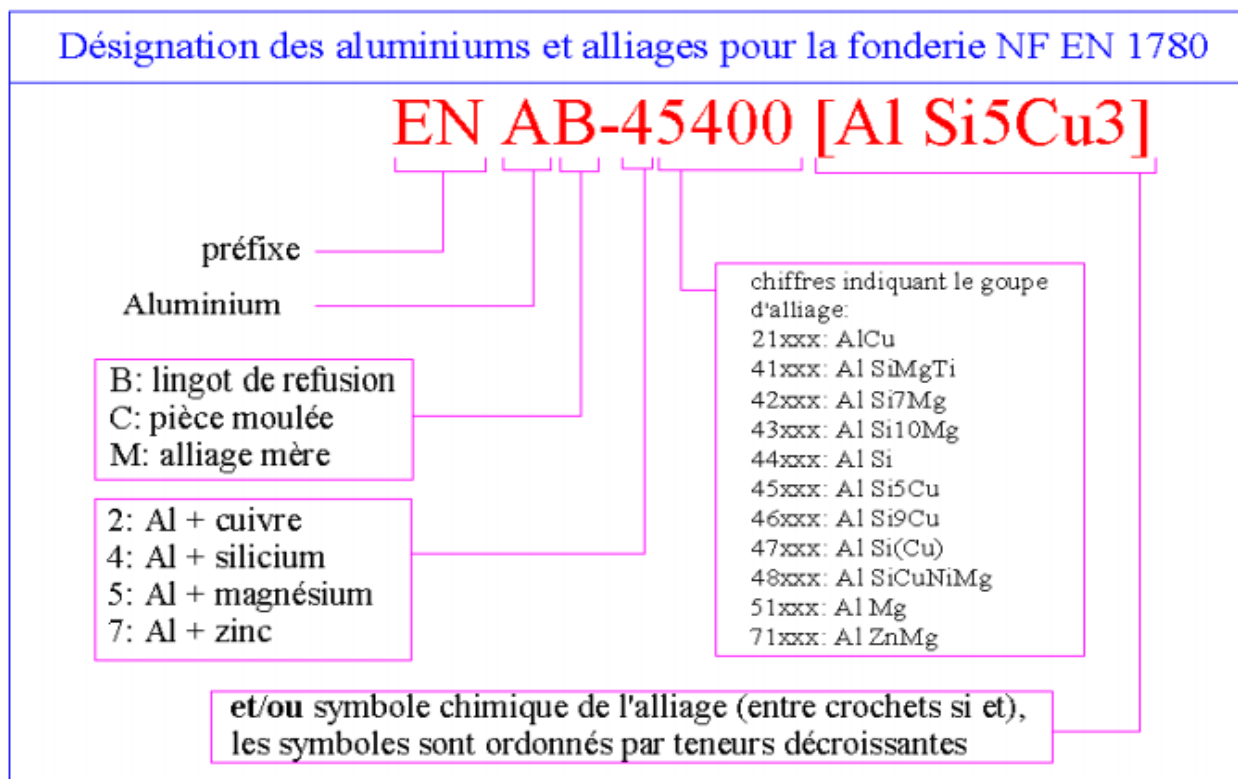 Désignation des aluminiums et alliages pour la fonderie NF EN 1780
EN AB-45400 [Al Si5Cu3]
préfixe
Aluminium
B: lingot de refusion
C: pièce moulée
M: alliage mère
2: Al + cuivre
4: Al + silicium
5: Al + magnésium
7: Al + zinc
chiffres indiquant le goupe
d'alliage:
21xxx: AlCu
41xxx: Al SiMgTi
42xxx: Al Si7Mg
43xxx: Al Si10Mg
44xxx: Al Si
45xxx: Al Si5Cu
46xxx: Al Si9Cu
47xxx: Al Si(Cu)
48xxx: Al SiCuNiMg
51xxx: Al Mg
71xxx: Al ZnMg
et/ou symbole chimique de l'alliage (entre crochets si et),
les symboles sont ordonnés par teneurs décroissantes